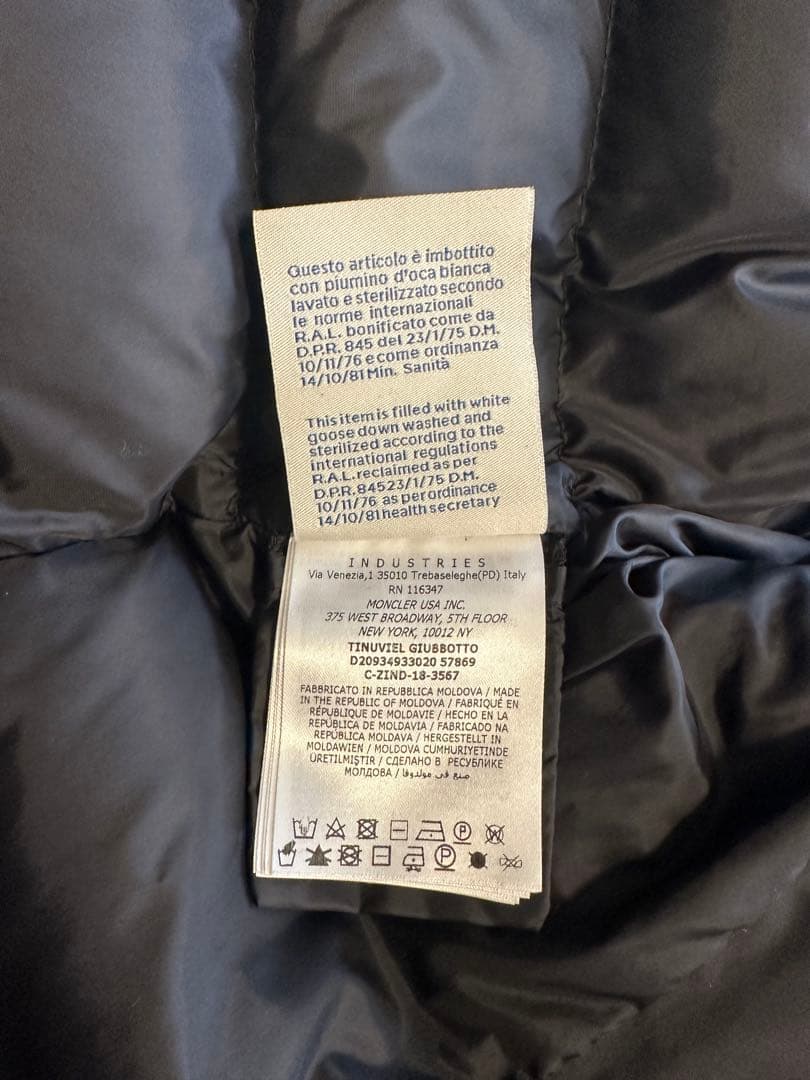 Questo articolo è imbottito
con piumino d'oca bianca
lavato e sterilizzato secondo
le norme internazionali
R.A.L. bonificato come da
D.P.R. 845 del 23/1/75 D.M.
10/11/76 e come ordinanza
14/10/81 Min. Sanità
This item is filled with white
goose down washed and
sterilized according to the
international regulations
R.A.L. reclaimed as per
D.P.R. 84523/1/75 D.M.
10/11/76 as per ordinance
14/10/81 health secretary
INDUSTRIES
Via Venezia,1 35010 Trebaseleghe(PD) Italy
RN 116347
MONCLER USA INC.
375 WEST BROADWAY, 5TH FLOOR
NEW YORK, 10012 NY
TINUVIEL GIUBBOTTO
D20934933020 57869
C-ZIND-18-3567
FABBRICATO IN REPUBBLICA MOLDOVA / MADE
IN THE REPUBLIC OF MOLDOVA / FABRIQUÉ EN
RÉPUBLIQUE DE MOLDAVIE / HECHO EN LA
REPÚBLICA DE MOLDAVIA / FABRICADO NA
REPÚBLICA MOLDAVA / HERGESTELLT IN
MOLDAWIEN / MOLDOVA CUMHURIYETINDE
ÜRETILMIŞTIR / СДЕЛАНО В РЕСПУБЛИКЕ
МОЛДОВА / صنع في مولدوفا
P W
P